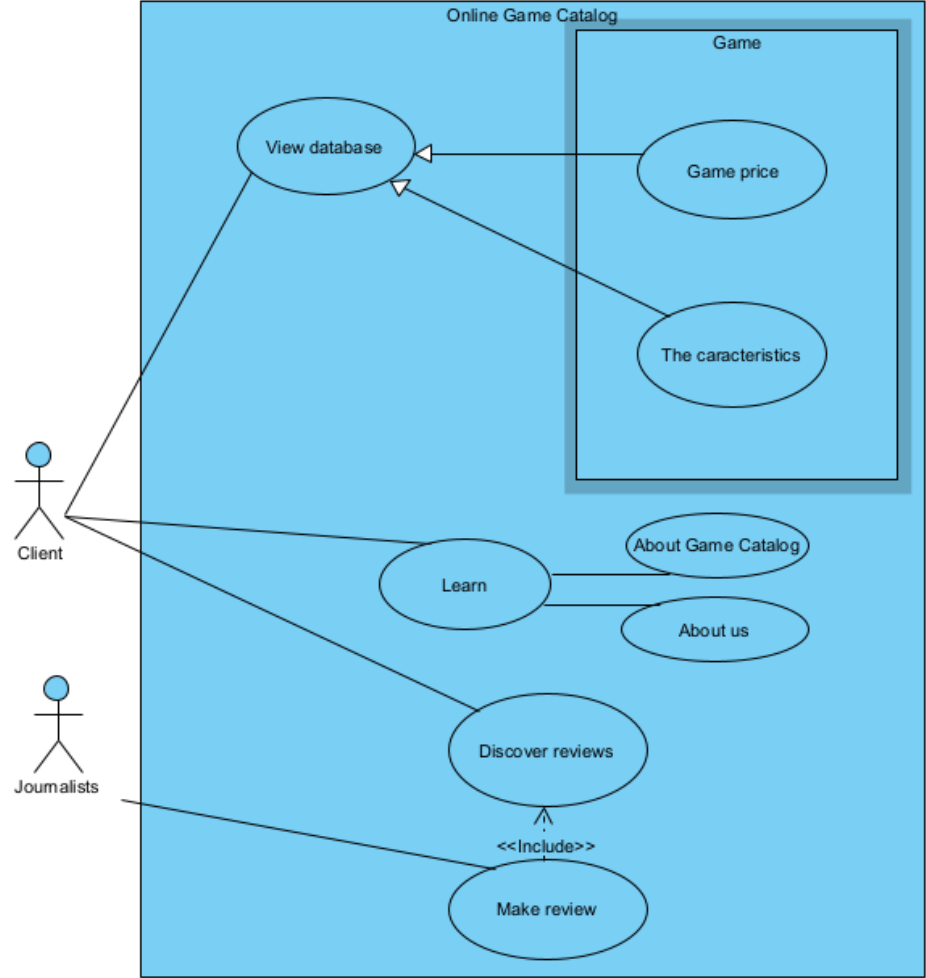 Online Game Catalog
Game
View database
Game price
The caracteristics
Client
About Game Catalog
Learn
About us
Journalists
Discover reviews
<<Include>>
Make review